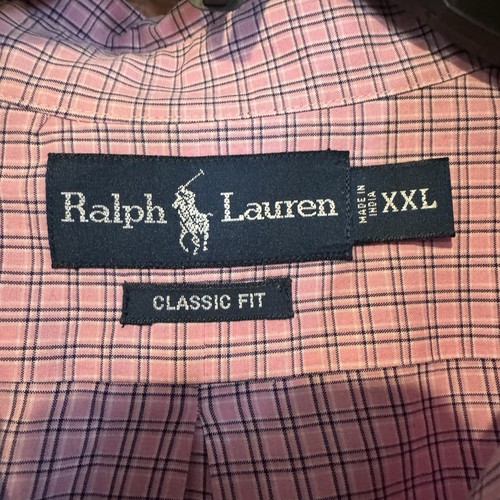 Ralph Lauren
MADE IN
INDIA
XXL
CLASSIC FIT